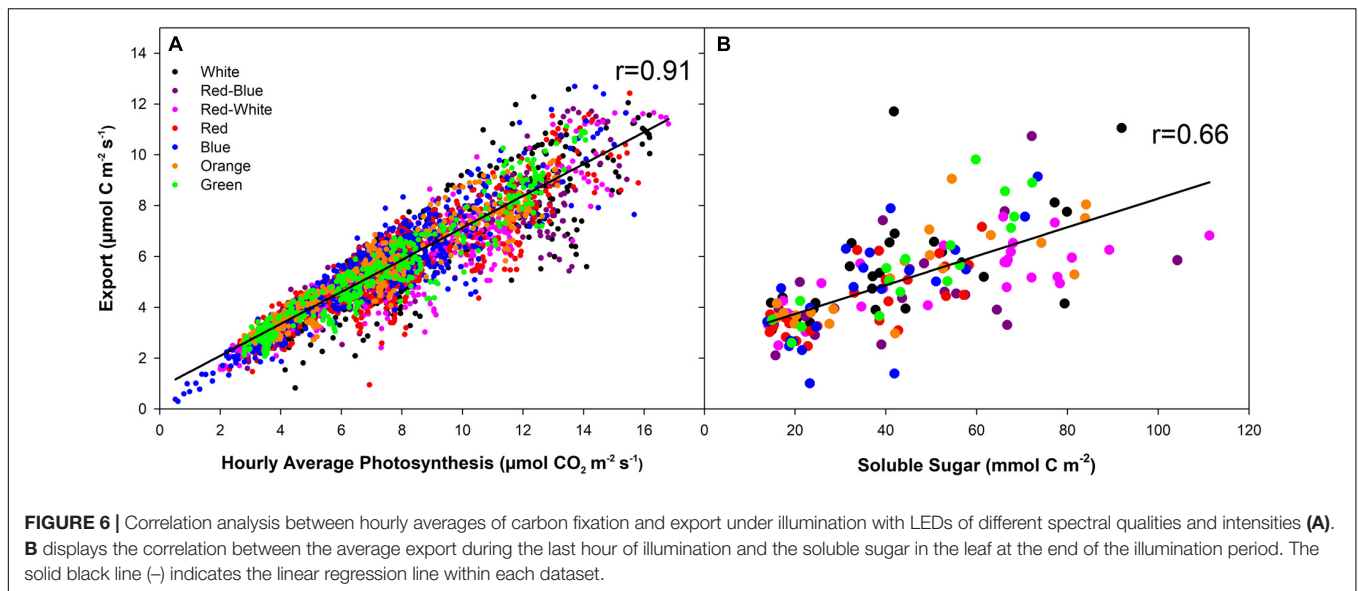 A
B
White
Red-Blue
Red-White
Red
Blue
Orange
Green
r=0.91
r=0.66
14
12
10
8
6
4
2
0
Export (µmol C m⁻² s⁻¹)
0 2 4 6 8 10 12 14 16 0 20 40 60 80 100 120
Hourly Average Photosynthesis (µmol CO₂ m⁻² s⁻¹)
Soluble Sugar (mmol C m⁻²)
FIGURE 6 | Correlation analysis between hourly averages of carbon fixation and export under illumination with LEDs of different spectral qualities and intensities (A).
B displays the correlation between the average export during the last hour of illumination and the soluble sugar in the leaf at the end of the illumination period. The
solid black line (–) indicates the linear regression line within each dataset.